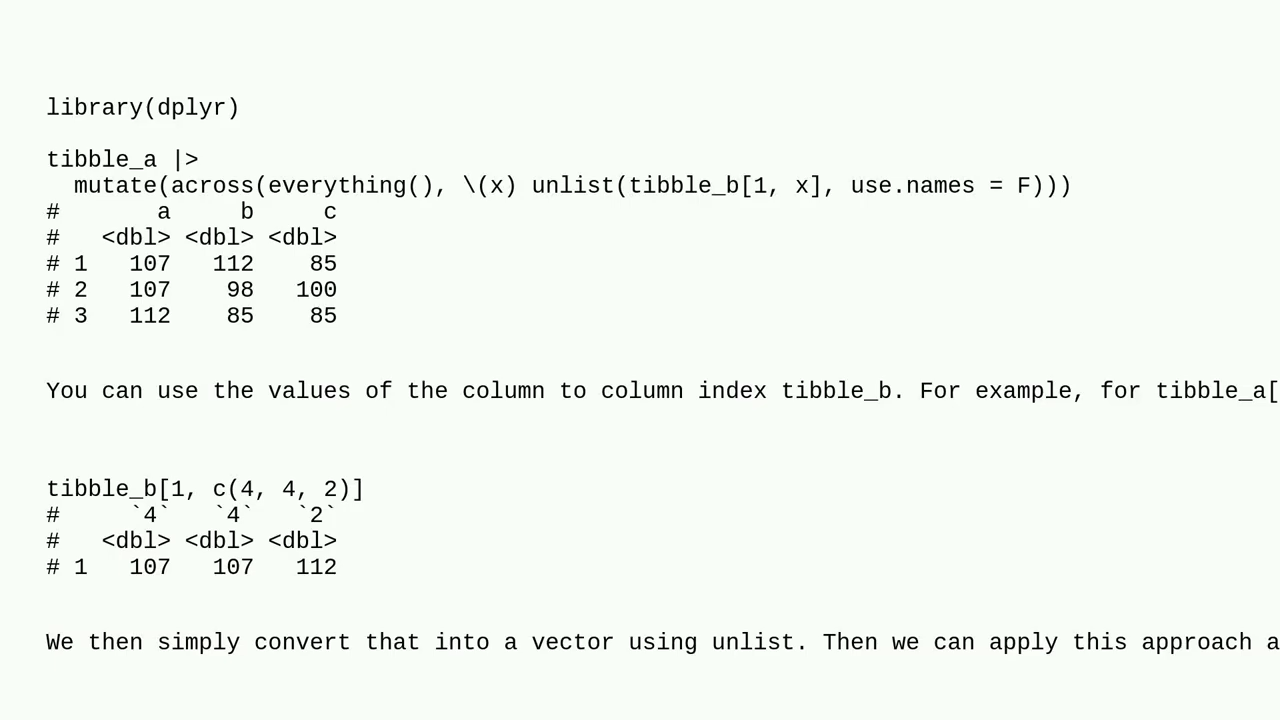 library(dplyr)
tibble_a |>
  mutate(across(everything(), \(x) unlist(tibble_b[1, x], use.names = F)))
#       a     b     c
#   <dbl> <dbl> <dbl>
# 1   107   112    85
# 2   107    98   100
# 3   112    85    85
You can use the values of the column to column index tibble_b. For example, for tibble_a[
tibble_b[1, c(4, 4, 2)]
#     `4`   `4`   `2`
#   <dbl> <dbl> <dbl>
# 1   107   107   112
We then simply convert that into a vector using unlist. Then we can apply this approach a